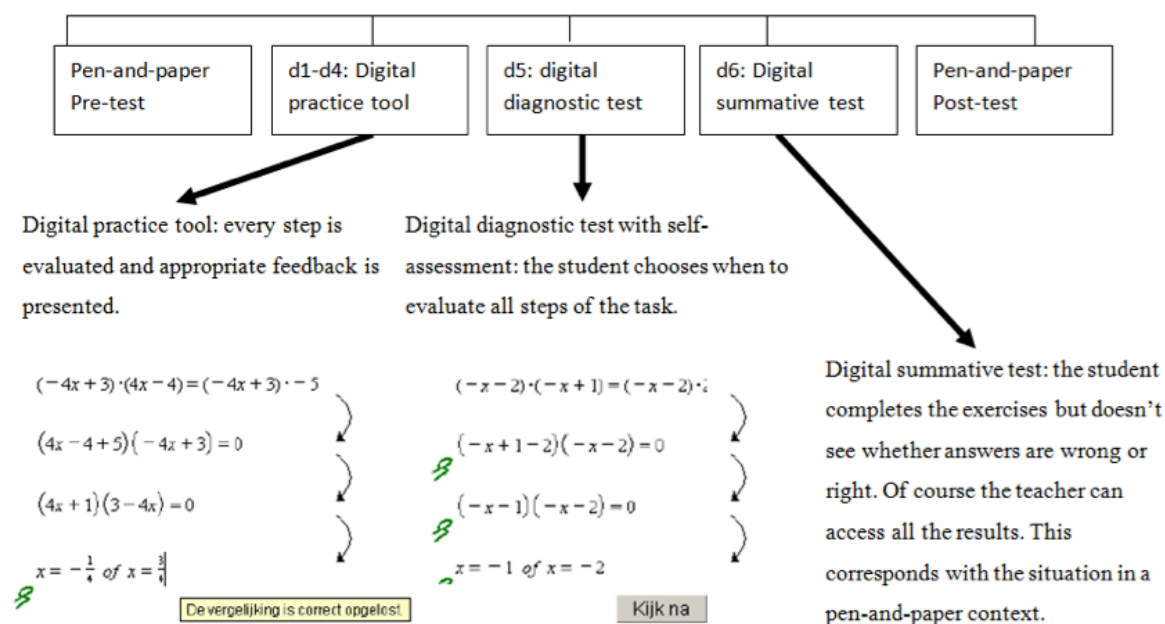 Pen-and-paper
Pre-test
d1-d4: Digital
practice tool
d5: digital
diagnostic test
d6: Digital
summative test
Pen-and-paper
Post-test
Digital practice tool: every step is
evaluated and appropriate feedback is
presented.
Digital diagnostic test with self-
assessment: the student chooses when to
evaluate all steps of the task.
(−4x+3)·(4x−4)=(−4x+3)·−5
(4x−4+5)(−4x+3)=0
(4x+1)(3−4x)=0
x=−1/4 of x=3/4
De vergelijking is correct opgelost.
(−x−2)·(−x+1)=(−x−2)·2
(−x+1−2)(−x−2)=0
(−x−1)(−x−2)=0
x=−1 of x=−2
Kijk na
Digital summative test: the student
completes the exercises but doesn’t
see whether answers are wrong or
right. Of course the teacher can
access all the results. This
corresponds with the situation in a
pen-and-paper context.